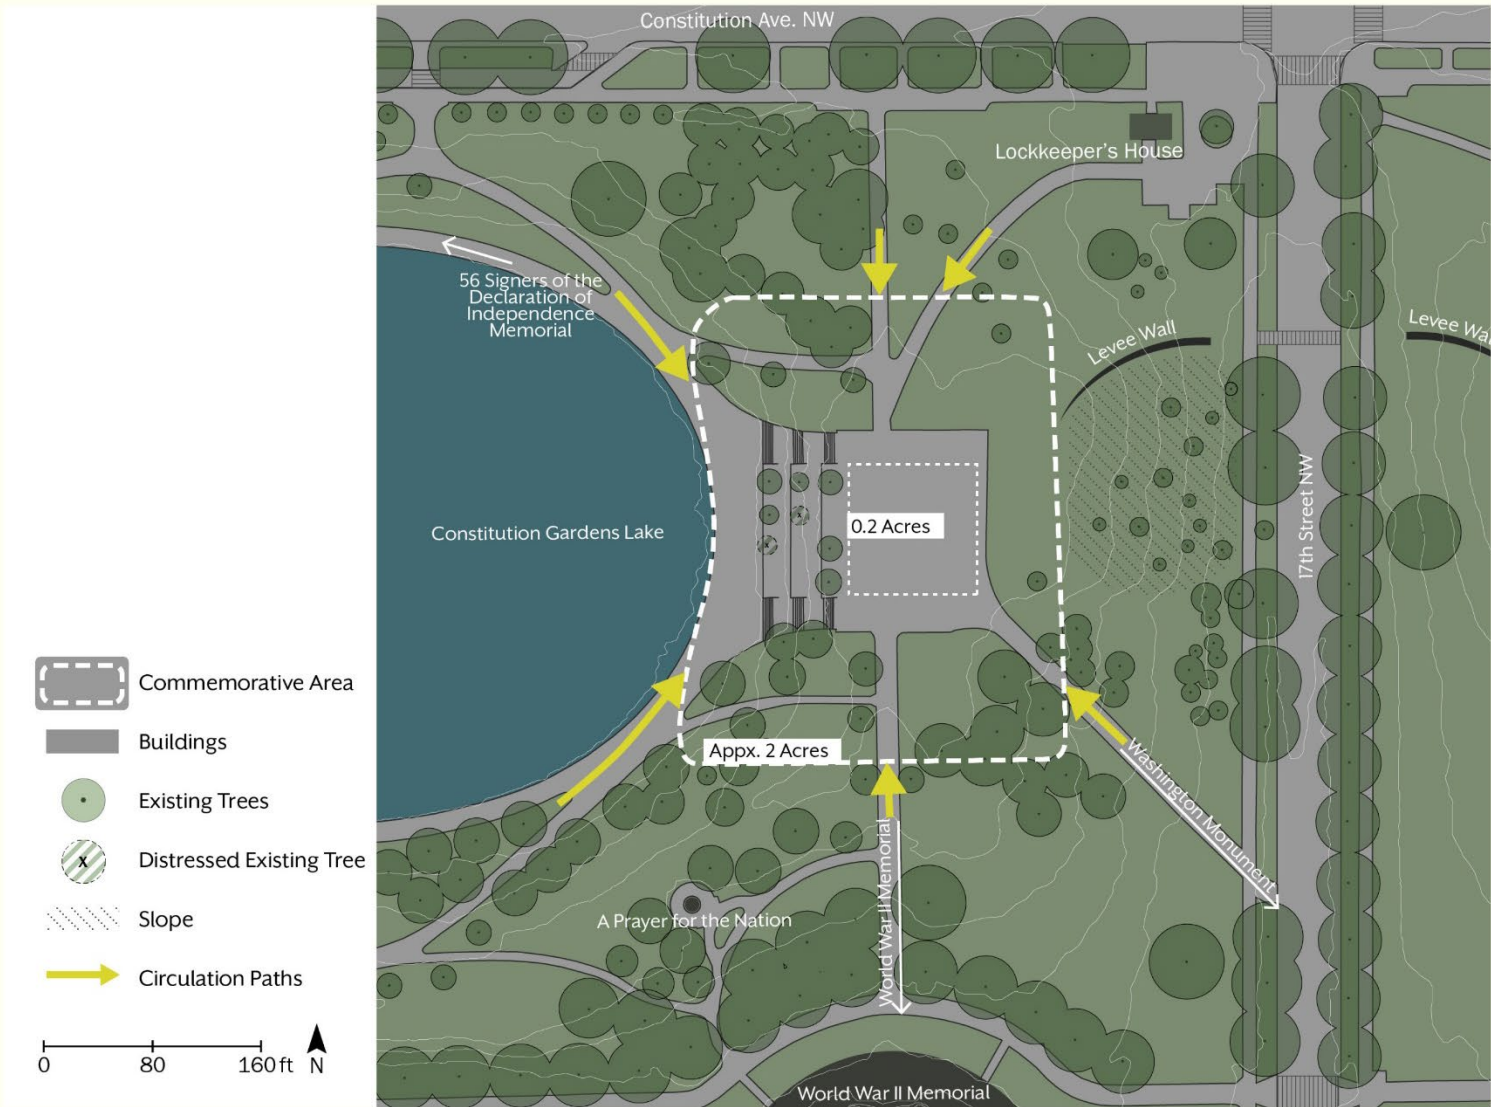 Constitution Ave. NW
Lockkeeper's House
56 Signers of the
Declaration of
Independence
Memorial
Levee Wall
Levee Wall
Constitution Gardens Lake
0.2 Acres
17th Street NW
Appx. 2 Acres
Washington Monument
World War II Memorial
A Prayer for the Nation
World War II Memorial
Commemorative Area
Buildings
Existing Trees
x
Distressed Existing Tree
Slope
Circulation Paths
0 80 160 ft N